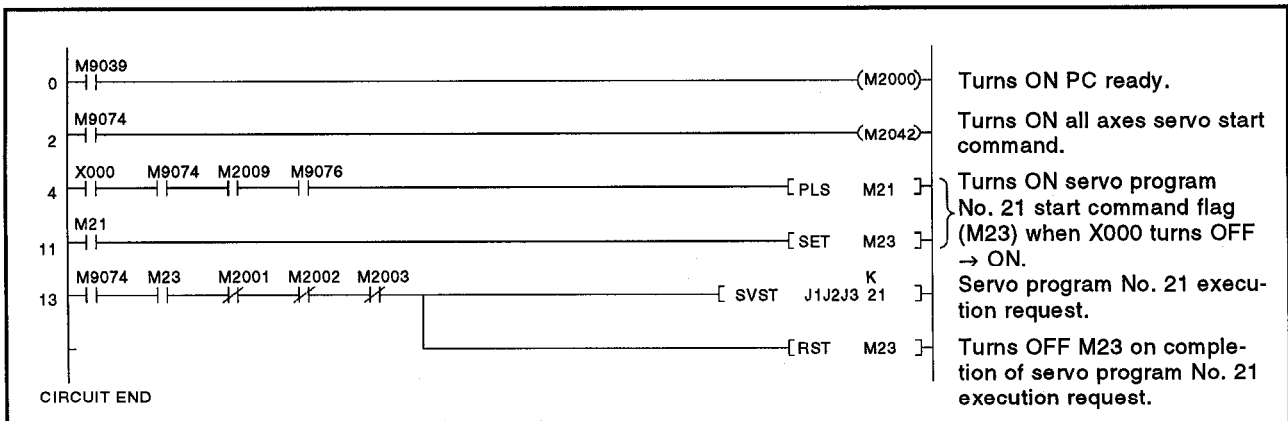 M9039
0 (M2000) Turns ON PC ready.
M9074
2 (M2042) Turns ON all axes servo start
command.
X000 M9074 M2009 M9076
4 [ PLS M21 ] Turns ON servo program
No. 21 start command flag
M21
11 [ SET M23 ] (M23) when X000 turns OFF
→ ON.
M9074 M23 M2001 M2002 M2003 K
13 [ SVST J1J2J3 21 ] Servo program No. 21 execu-
tion request.
[ RST M23 ] Turns OFF M23 on comple-
tion of servo program No. 21
execution request.
CIRCUIT END